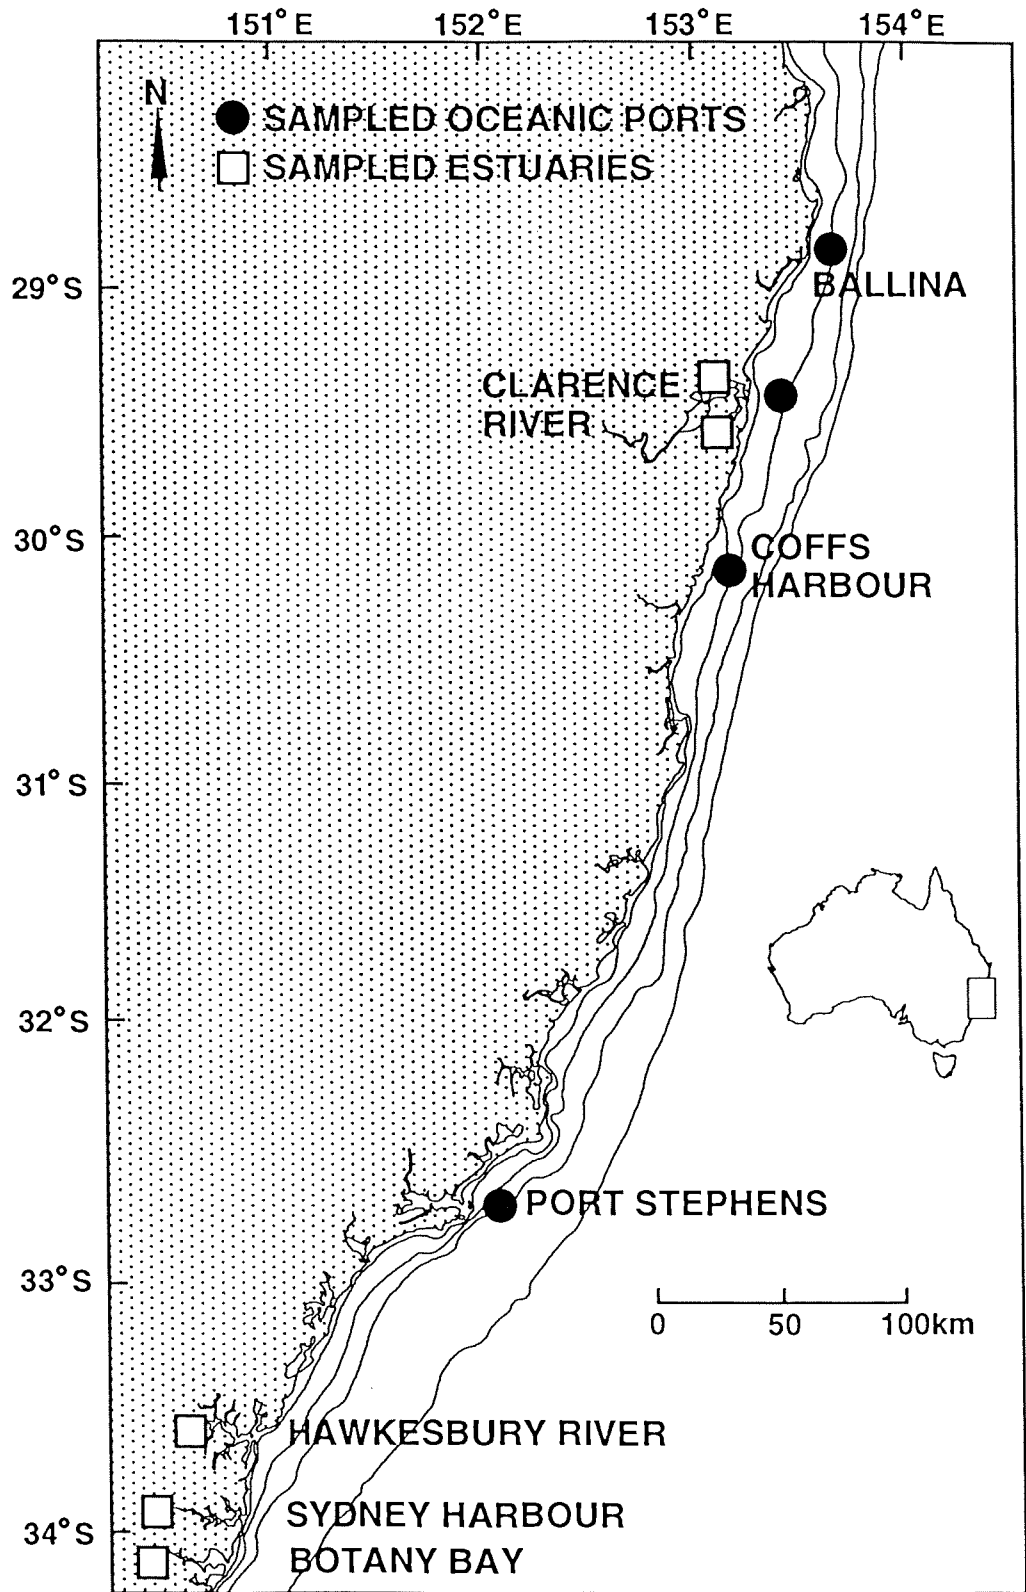 151°E 152°E 153°E 154°E
N
SAMPLED OCEANIC PORTS
SAMPLED ESTUARIES
29°S
BALLINA
CLARENCE
RIVER
30°S
COFFS
HARBOUR
31°S
32°S
PORT STEPHENS
33°S
0 50 100km
HAWKESBURY RIVER
SYDNEY HARBOUR
34°S
BOTANY BAY